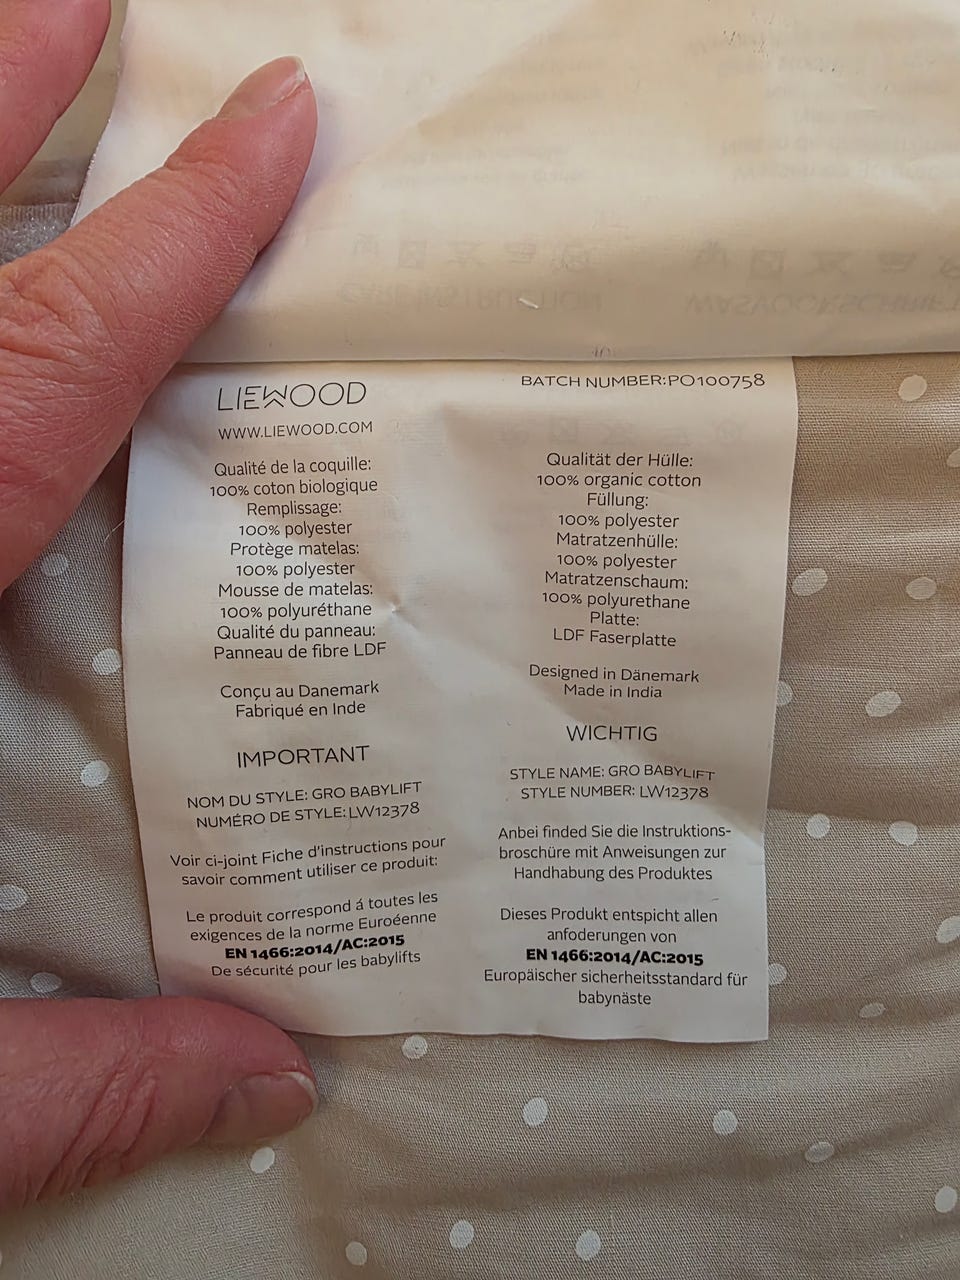 LIEWOOD
WWW.LIEWOOD.COM
Qualité de la coquille:
100% coton biologique
Remplissage:
100% polyester
Protège matelas:
100% polyester
Mousse de matelas:
100% polyuréthane
Qualité du panneau:
Panneau de fibre LDF
Conçu au Danemark
Fabriqué en Inde
IMPORTANT
NOM DU STYLE: GRO BABYLIFT
NUMÉRO DE STYLE: LW12378
Voir ci-joint Fiche d'instructions pour
savoir comment utiliser ce produit:
Le produit correspond á toutes les
exigences de la norme Euroéenne
EN 1466:2014/AC:2015
De sécurité pour les babylifts
BATCH NUMBER:PO100758
Qualität der Hülle:
100% organic cotton
Füllung:
100% polyester
Matratzenhülle:
100% polyester
Matratzenschaum:
100% polyurethane
Platte:
LDF Faserplatte
Designed in Dänemark
Made in India
WICHTIG
STYLE NAME: GRO BABYLIFT
STYLE NUMBER: LW12378
Anbei finded Sie die Instruktions-
broschüre mit Anweisungen zur
Handhabung des Produktes
Dieses Produkt entspicht allen
anfoderungen von
EN 1466:2014/AC:2015
Europäischer sicherheitsstandard für
babynäste